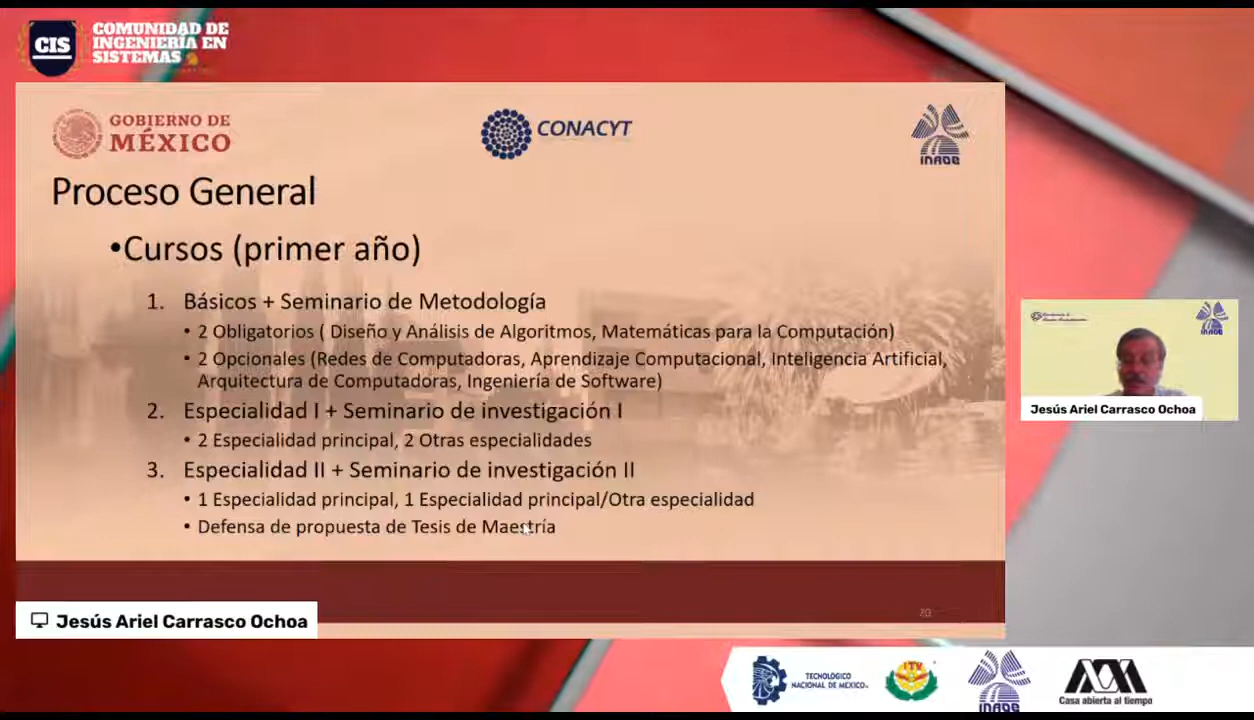 CIS
COMUNIDAD DE
INGENIERÍA EN
SISTEMAS
GOBIERNO DE
MÉXICO
CONACYT
INAOE
Proceso General
•Cursos (primer año)
1. Básicos + Seminario de Metodología
• 2 Obligatorios ( Diseño y Análisis de Algoritmos, Matemáticas para la Computación)
• 2 Opcionales (Redes de Computadoras, Aprendizaje Computacional, Inteligencia Artificial,
Arquitectura de Computadoras, Ingeniería de Software)
2. Especialidad I + Seminario de investigación I
• 2 Especialidad principal, 2 Otras especialidades
3. Especialidad II + Seminario de investigación II
• 1 Especialidad principal, 1 Especialidad principal/Otra especialidad
• Defensa de propuesta de Tesis de Maestría
20
Jesús Ariel Carrasco Ochoa
INAOE
Jesús Ariel Carrasco Ochoa
TECNOLÓGICO
NACIONAL DE MÉXICO
ITV
INAOE
Casa abierta al tiempo